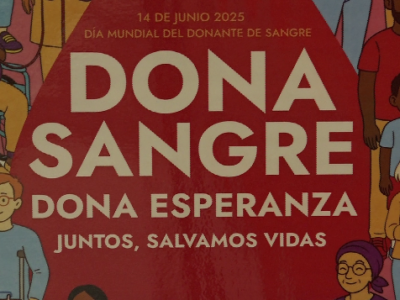 14 DE JUNIO 2025
DÍA MUNDIAL DEL DONANTE DE SANGRE
DONA
SANGRE
DONA ESPERANZA
JUNTOS, SALVAMOS VIDAS